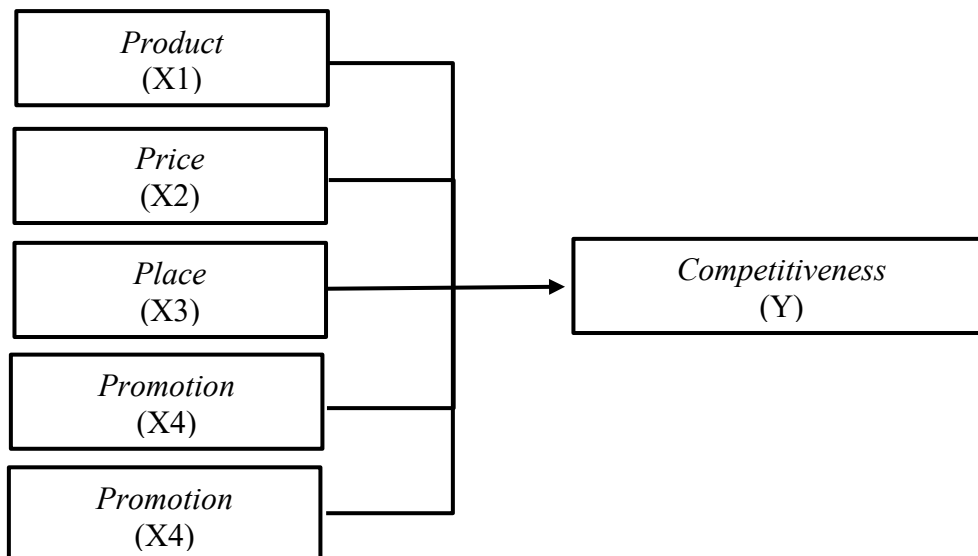 Product
(X1)
Price
(X2)
Place
(X3)
Competitiveness
(Y)
Promotion
(X4)
Promotion
(X4)